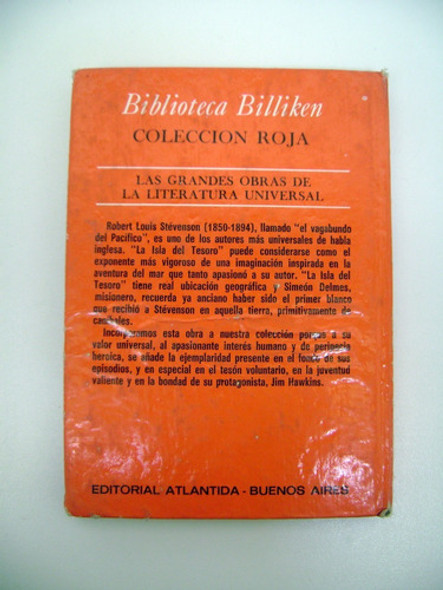 Biblioteca Billiken
COLECCION ROJA
LAS GRANDES OBRAS DE
LA LITERATURA UNIVERSAL
Robert Louis Stévenson (1850-1894), llamado "el vagabundo
del Pacífico", es uno de los autores más universales de habla
inglesa. "La Isla del Tesoro" puede considerarse como el
exponente más vigoroso de una imaginación inspirada en la
aventura del mar que tanto apasionó a su autor. "La Isla del
Tesoro" tiene real ubicación geográfica y Simeón Delmes,
misionero, recuerda ya anciano haber sido el primer blanco
que recibió a Stévenson en aquella tierra, primitivamente de
caníbales.
Incorporamos esta obra a nuestra colección porque a su
valor universal, al apasionante interés humano y de peripecia
heroica, se añade la ejemplaridad presente en el fondo de sus
episodios, y en especial en el tesón voluntario, en la juventud
valiente y en la bondad de su protagonista, Jim Hawkins.
EDITORIAL ATLANTIDA - BUENOS AIRES